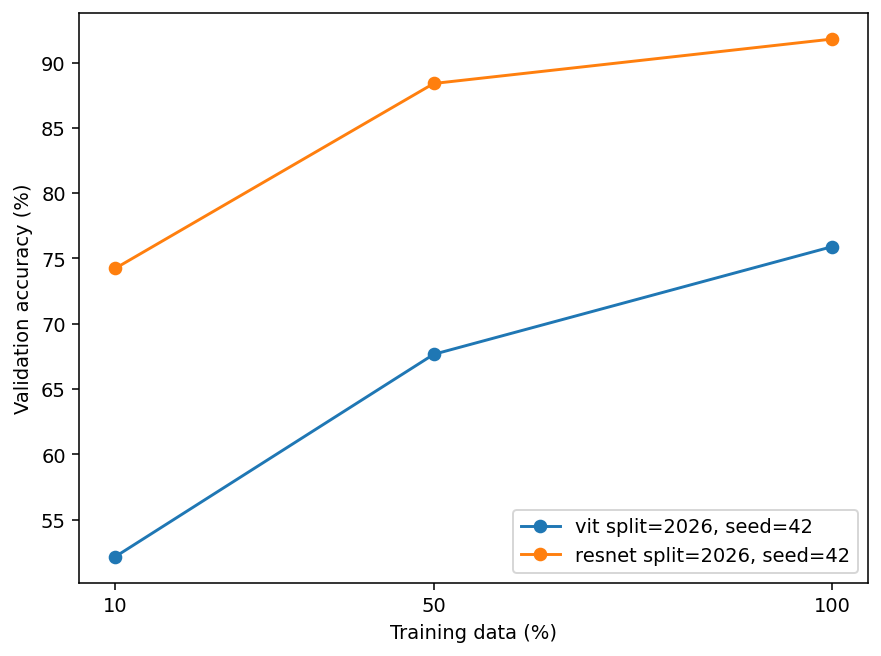 90
85
80
75
70
65
60
55
Validation accuracy (%)
vit split=2026, seed=42
resnet split=2026, seed=42
10 50 100
Training data (%)